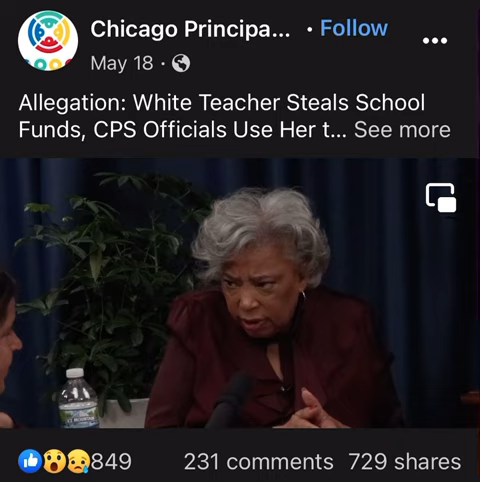 Chicago Principa... • Follow
May 18 ·
Allegation: White Teacher Steals School
Funds, CPS Officials Use Her t... See more
849 231 comments 729 shares